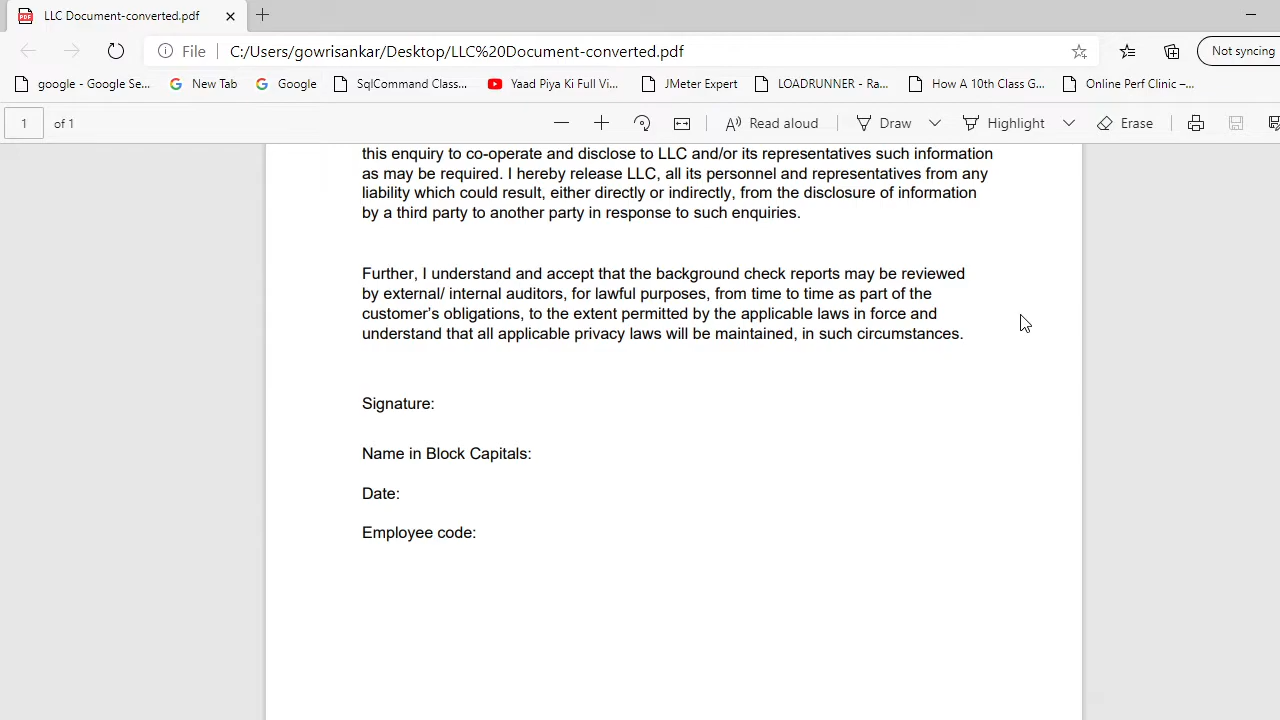 LLC Document-converted.pdf
File C:/Users/gowrisankar/Desktop/LLC%20Document-converted.pdf Not syncing
google - Google Se... New Tab Google SqlCommand Class... Yaad Piya Ki Full Vi... JMeter Expert LOADRUNNER - Ra... How A 10th Class G... Online Perf Clinic –...
1 of 1 Read aloud Draw Highlight Erase
this enquiry to co-operate and disclose to LLC and/or its representatives such information
as may be required. I hereby release LLC, all its personnel and representatives from any
liability which could result, either directly or indirectly, from the disclosure of information
by a third party to another party in response to such enquiries.
Further, I understand and accept that the background check reports may be reviewed
by external/ internal auditors, for lawful purposes, from time to time as part of the
customer’s obligations, to the extent permitted by the applicable laws in force and
understand that all applicable privacy laws will be maintained, in such circumstances.
Signature:
Name in Block Capitals:
Date:
Employee code: